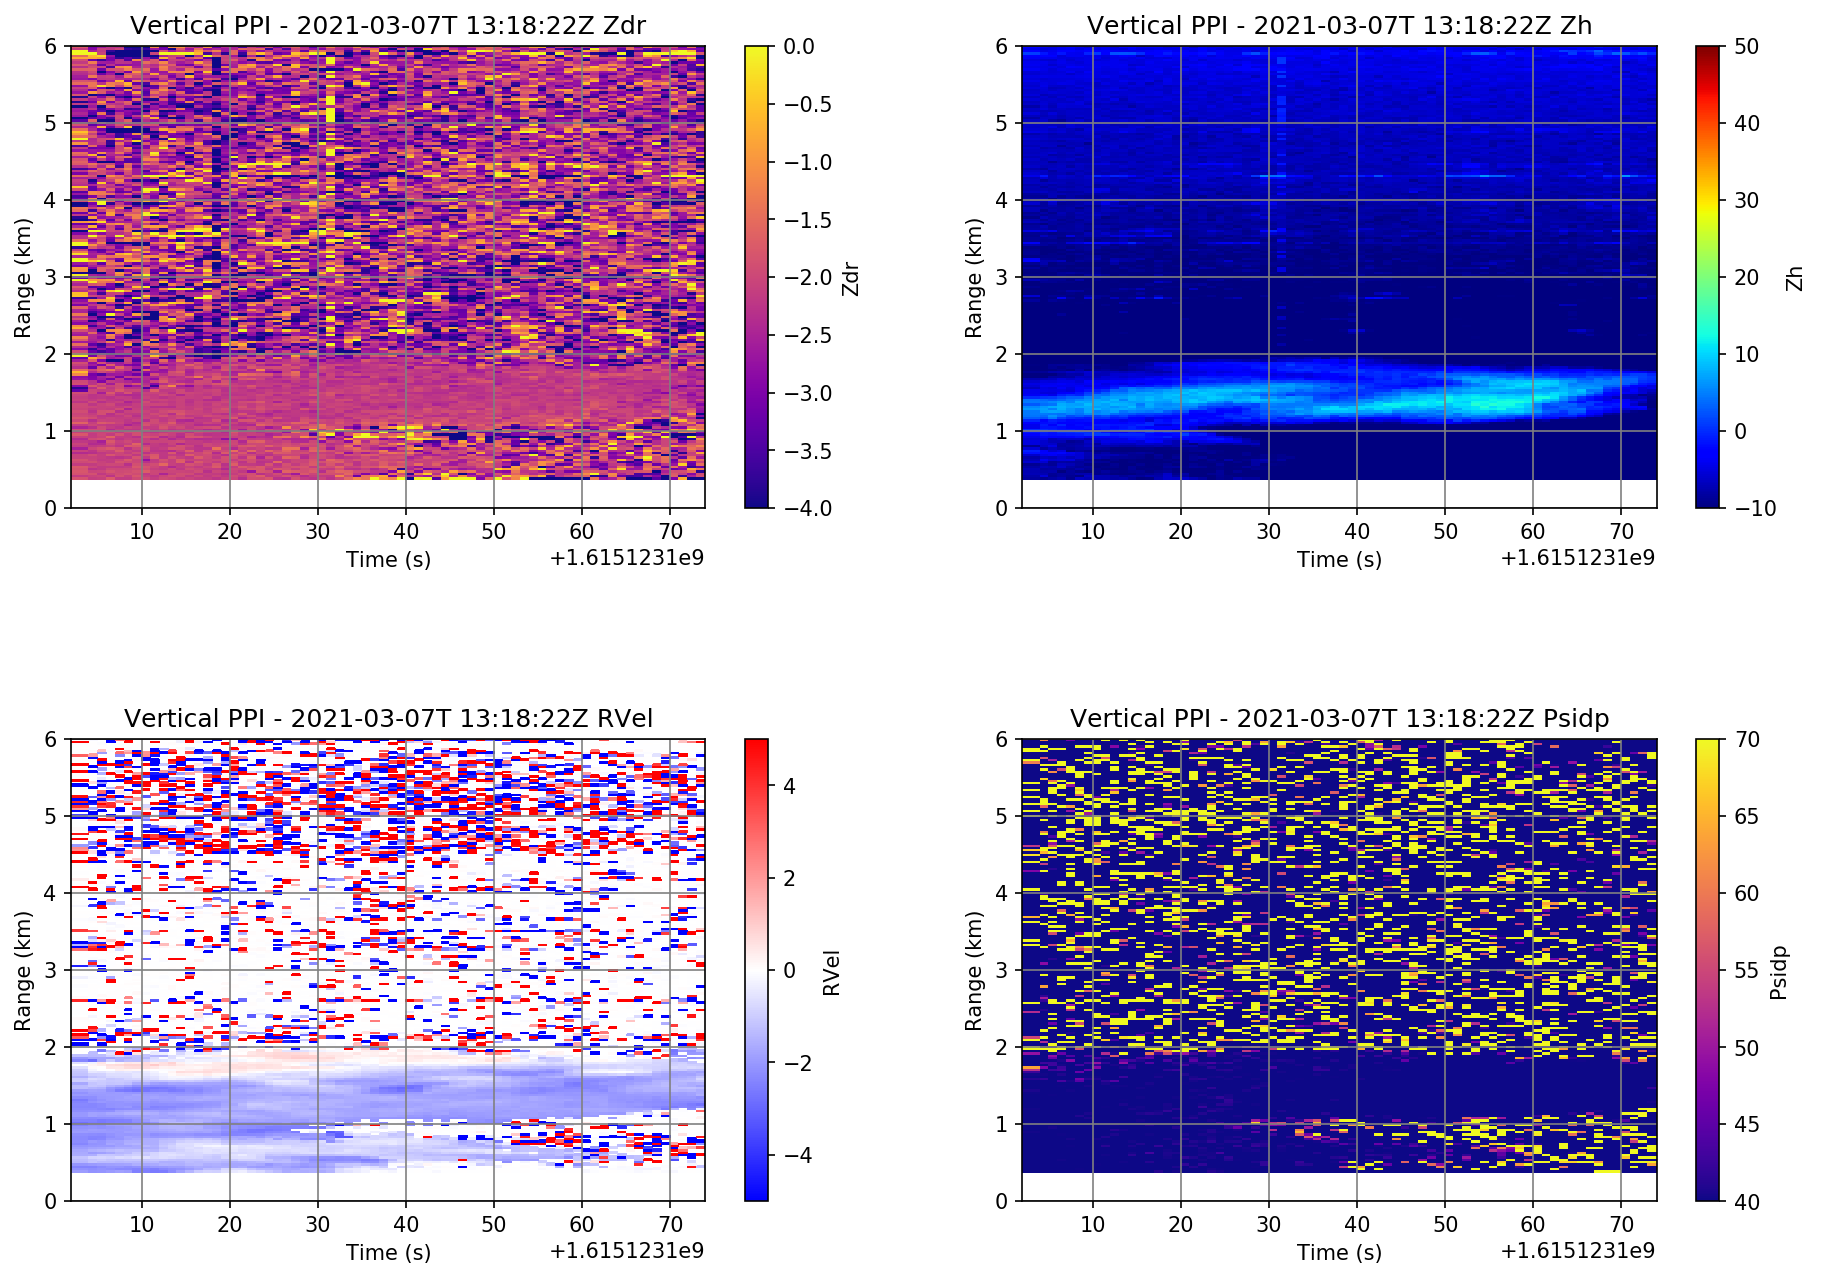 Vertical PPI - 2021-03-07T 13:18:22Z Zdr
6
5
4
3
2
1
0
Range (km)
10 20 30 40 50 60 70
Time (s)
+1.6151231e9
0.0
−0.5
−1.0
−1.5
−2.0
−2.5
−3.0
−3.5
−4.0
Zdr
Vertical PPI - 2021-03-07T 13:18:22Z Zh
6
5
4
3
2
1
0
Range (km)
10 20 30 40 50 60 70
Time (s)
+1.6151231e9
50
40
30
20
10
0
−10
Zh
Vertical PPI - 2021-03-07T 13:18:22Z RVel
6
5
4
3
2
1
0
Range (km)
10 20 30 40 50 60 70
Time (s)
+1.6151231e9
4
2
0
−2
−4
RVel
Vertical PPI - 2021-03-07T 13:18:22Z Psidp
6
5
4
3
2
1
0
Range (km)
10 20 30 40 50 60 70
Time (s)
+1.6151231e9
70
65
60
55
50
45
40
Psidp